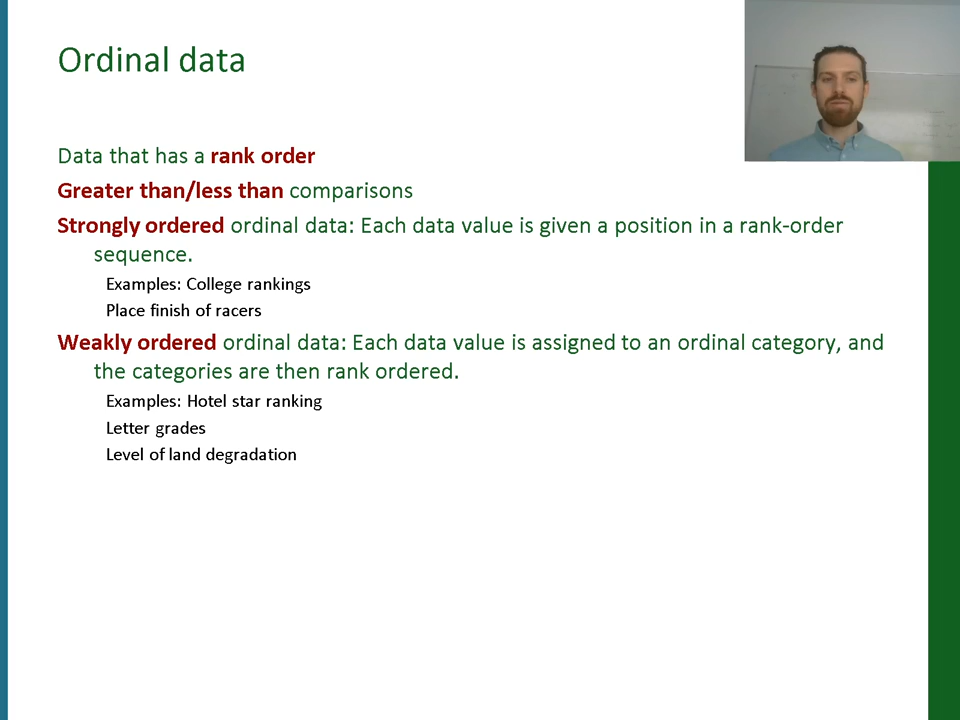 Ordinal data
Data that has a rank order
Greater than/less than comparisons
Strongly ordered ordinal data: Each data value is given a position in a rank-order
sequence.
Examples: College rankings
Place finish of racers
Weakly ordered ordinal data: Each data value is assigned to an ordinal category, and
the categories are then rank ordered.
Examples: Hotel star ranking
Letter grades
Level of land degradation